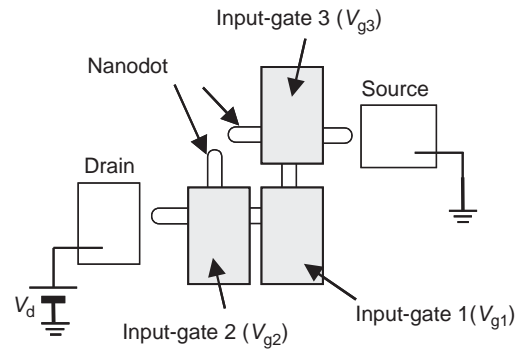 Input-gate 3 (Vg3)
Nanodot
Source
Drain
Vd
Input-gate 1(Vg1)
Input-gate 2 (Vg2)